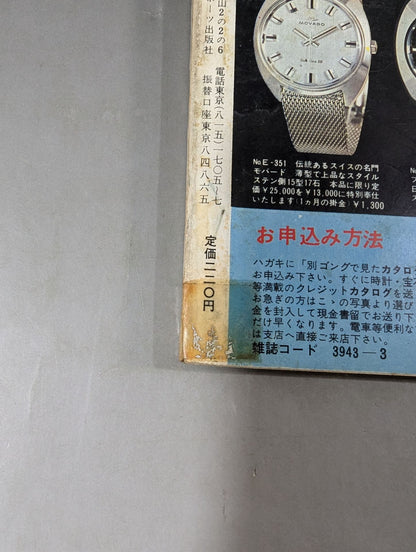 山2の2の6
ポーツ出版社
電話東京(八一五)一七〇五〜七
振替口座東京八四八六五
定価二二〇円
MOVADO
No.E-351 伝統あるスイスの名門
モバード 薄型で上品なスタイル
ステン側15型17石 本品に限り定
価¥25,000を¥13,000に特別奉仕
いたします(1ヵ月の掛金)¥1,300
お申込み方法
ハガキに「別ゴングで見たカタロ
お申込み下さい。すぐに時計・宝
等満載のクレジットカタログを送
お急ぎの方はこゝの写真より選び
金を封入して現金書留でお送り下
だけ早くなります。電車等便利な
は支店へ直接ご来店下さい。
雑誌コード 3943—3